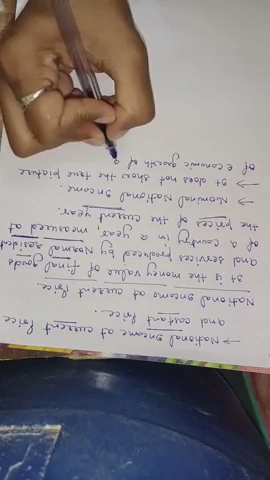 → National Income at current Price
and constant Price.
National Income at current Price.
It is the money value of final goods
and services produced by Normal resident
of a country in a year, measured at
the prices of the current year.
→ Nominal National Income.
→ It does not show the true picture
of economic growth of a